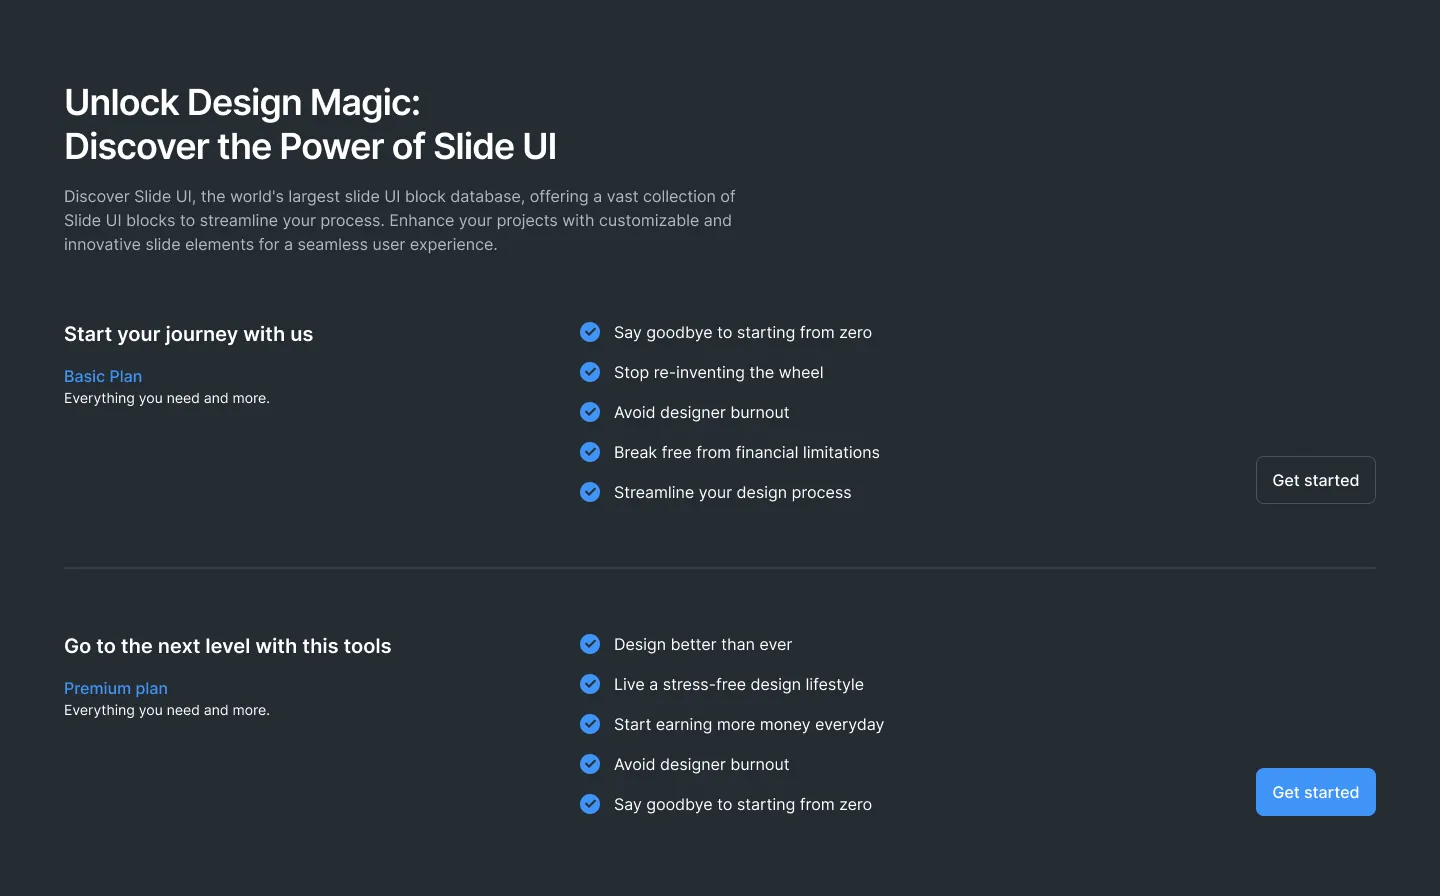 Unlock Design Magic:
Discover the Power of Slide UI
Discover Slide UI, the world's largest slide UI block database, offering a vast collection of
Slide UI blocks to streamline your process. Enhance your projects with customizable and
innovative slide elements for a seamless user experience.
Start your journey with us
Basic Plan
Everything you need and more.
Say goodbye to starting from zero
Stop re-inventing the wheel
Avoid designer burnout
Break free from financial limitations
Streamline your design process
Get started
Go to the next level with this tools
Premium plan
Everything you need and more.
Design better than ever
Live a stress-free design lifestyle
Start earning more money everyday
Avoid designer burnout
Say goodbye to starting from zero
Get started